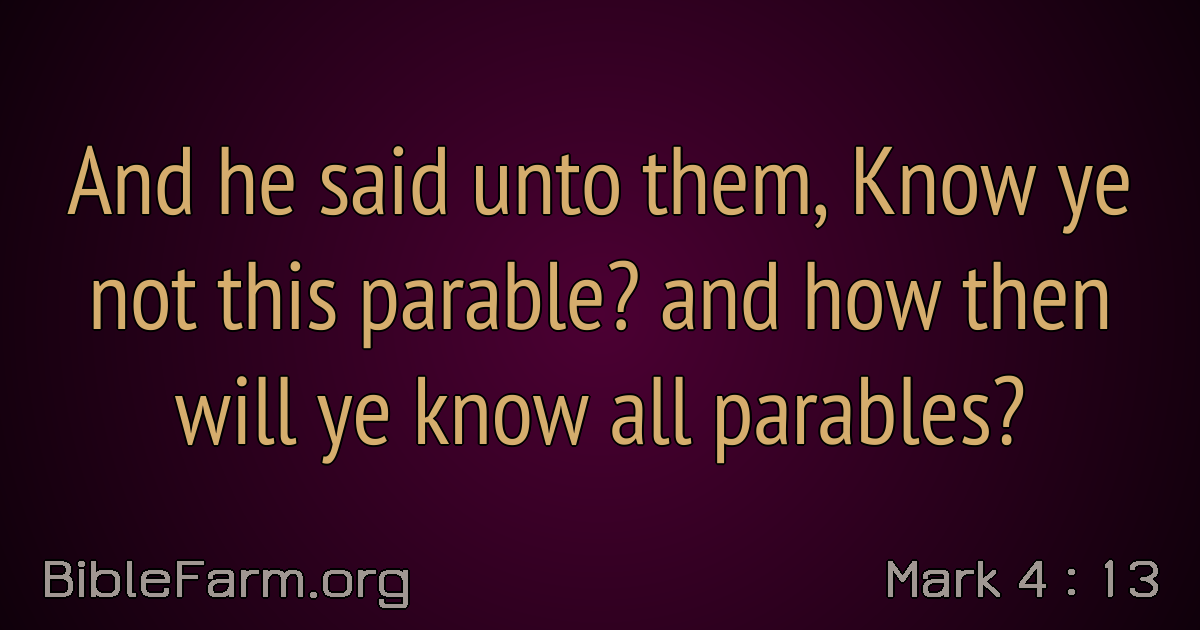 And he said unto them, Know ye
not this parable? and how then
will ye know all parables?
BibleFarm.org
Mark 4 : 13